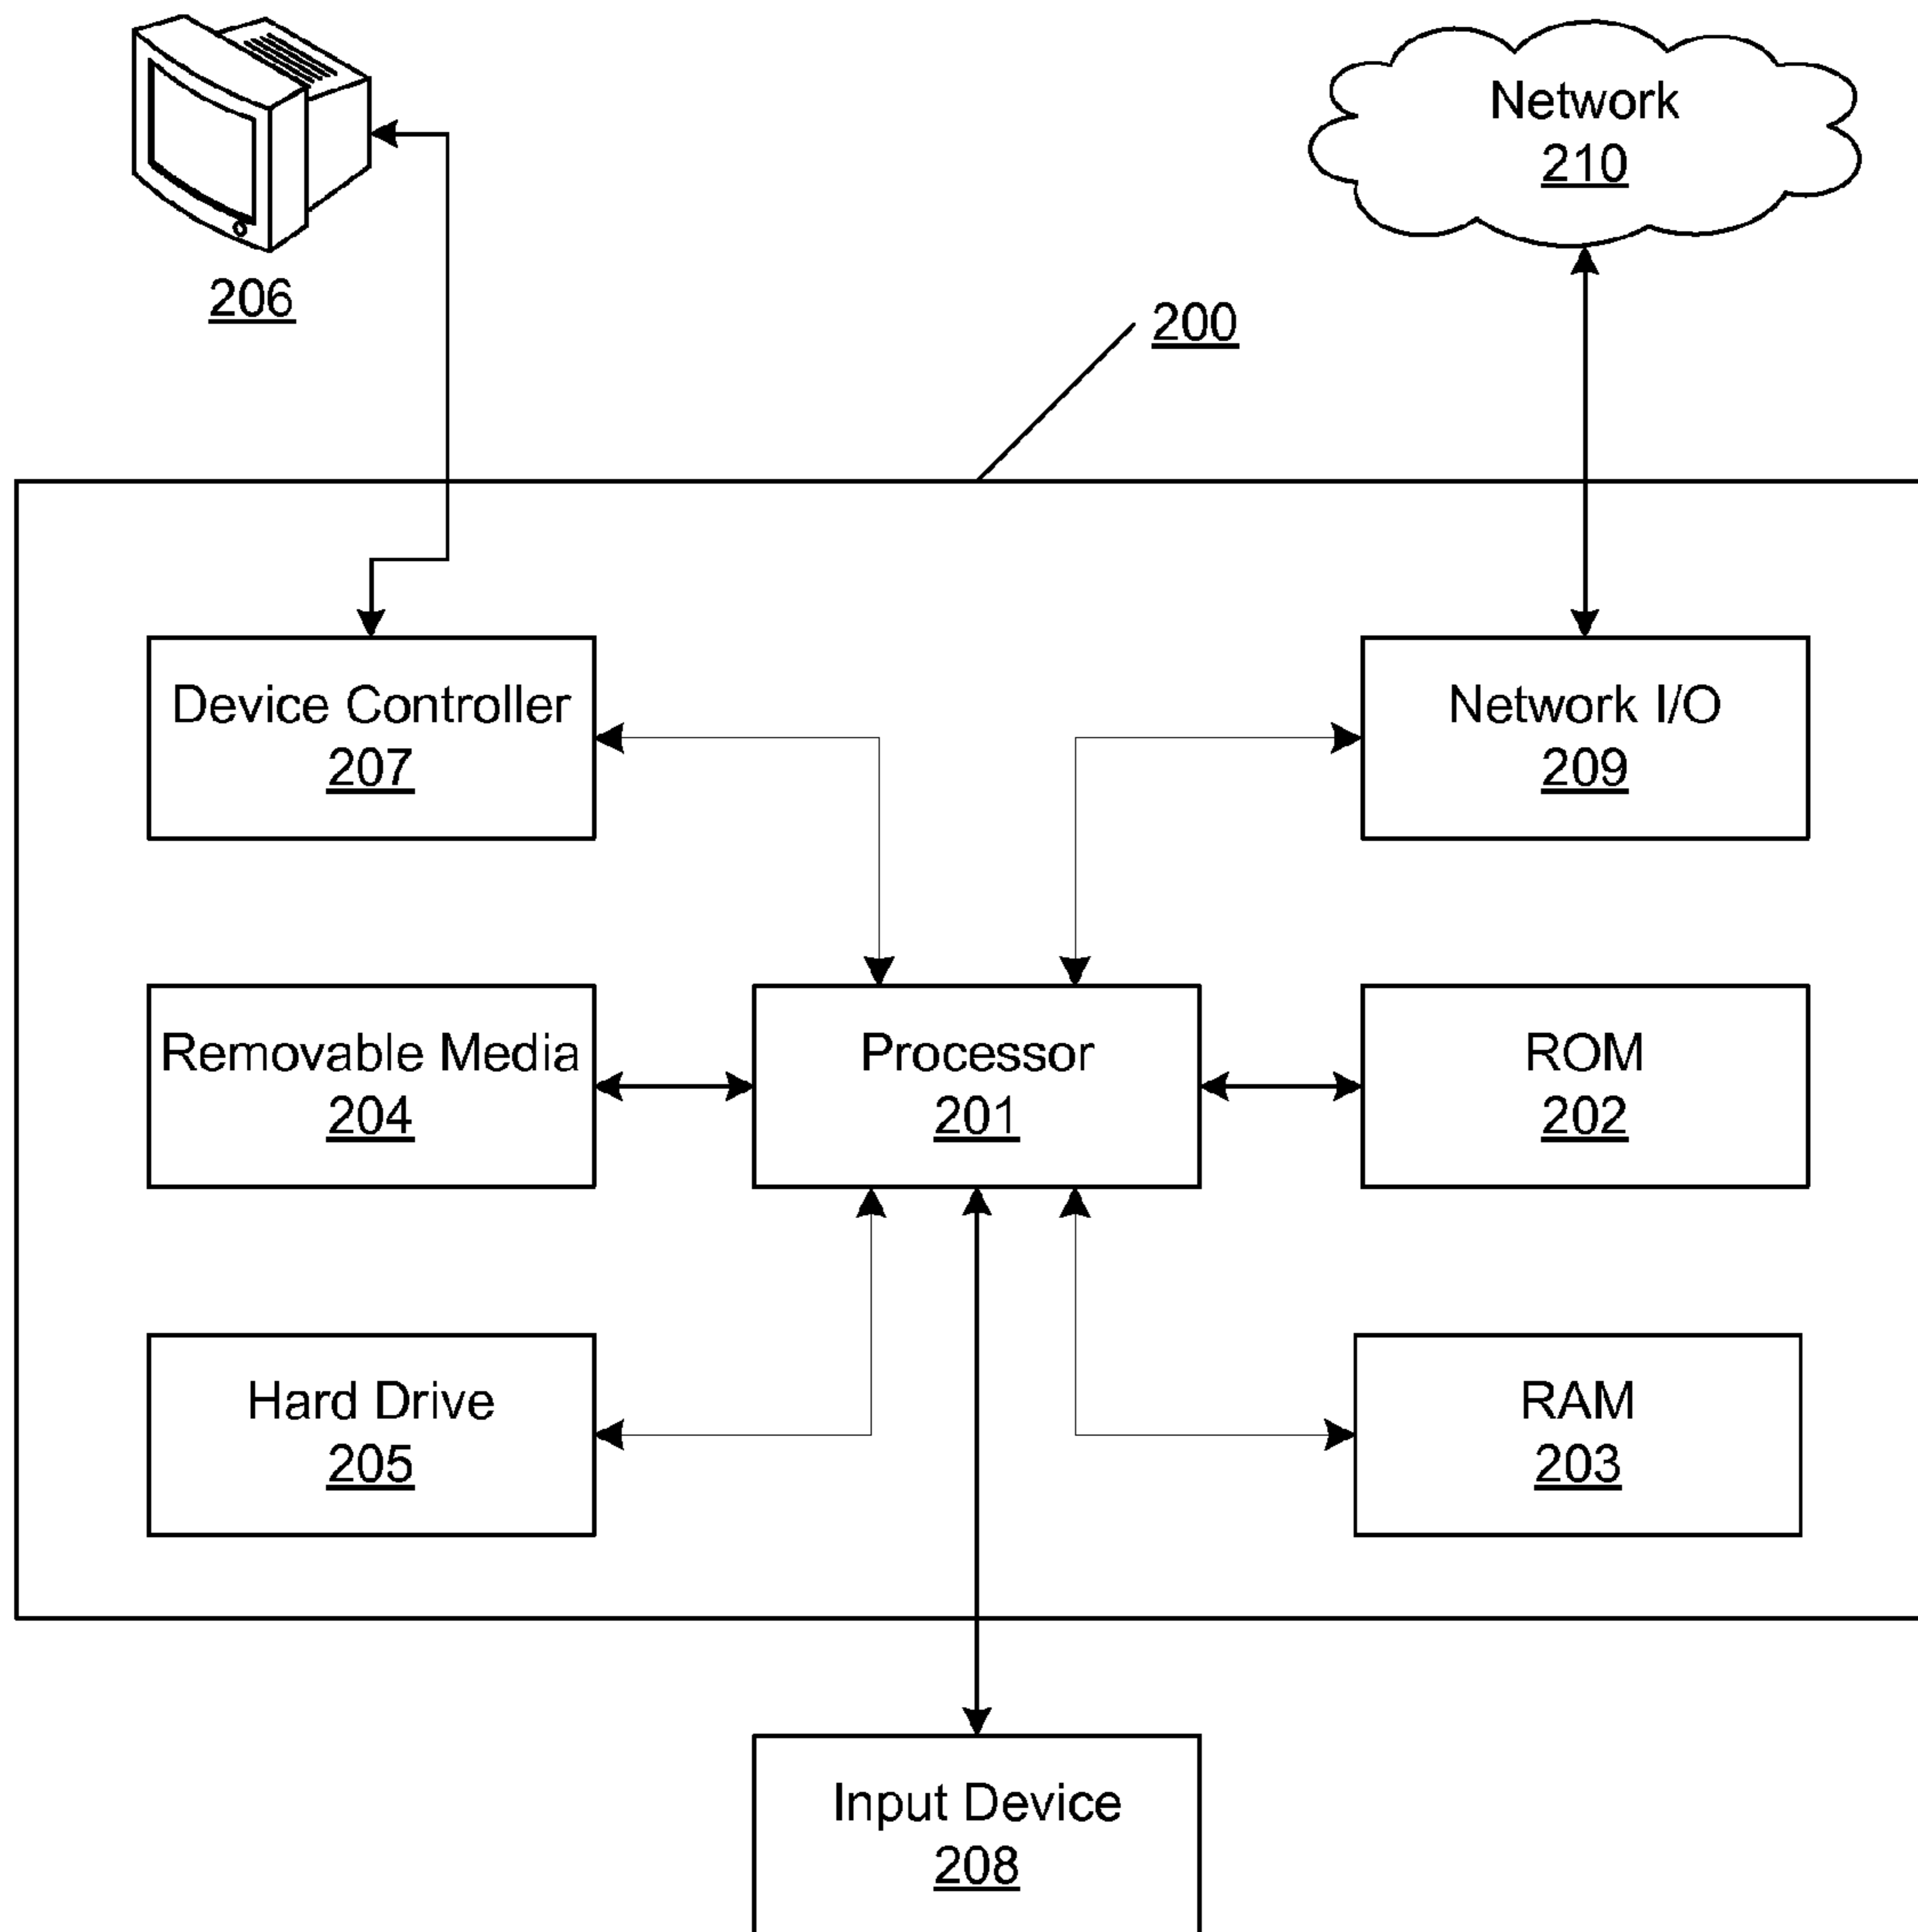 Network
210
206
200
Device Controller
207
Network I/O
209
Removable Media
204
Processor
201
ROM
202
Hard Drive
205
RAM
203
Input Device
208